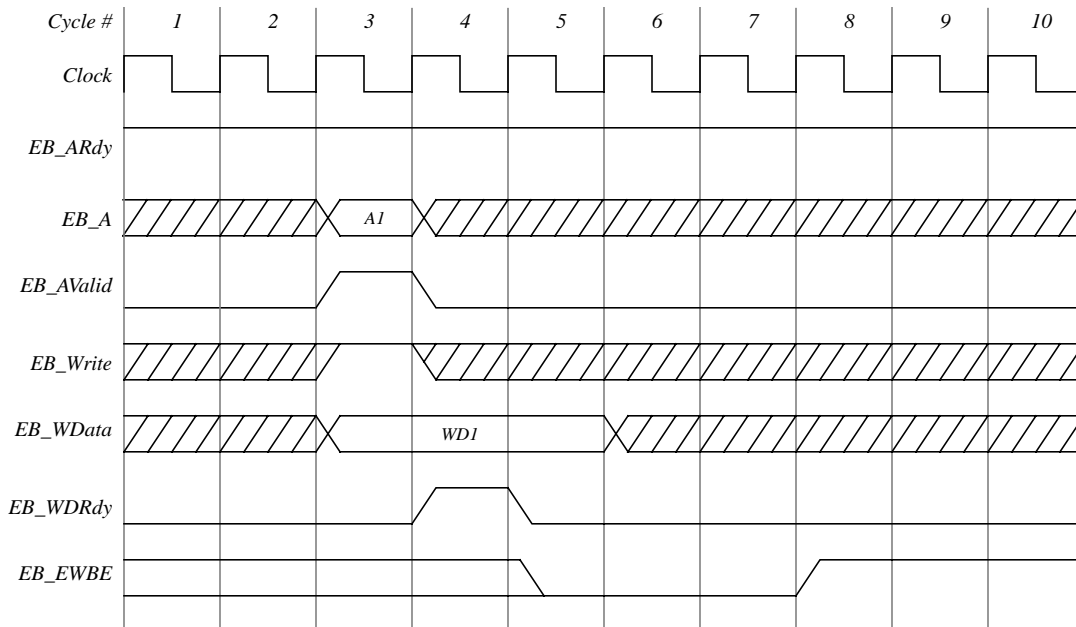 Cycle # 1 2 3 4 5 6 7 8 9 10
Clock
EB_ARdy
EB_A A1
EB_AValid
EB_Write
EB_WData WD1
EB_WDRdy
EB_EWBE